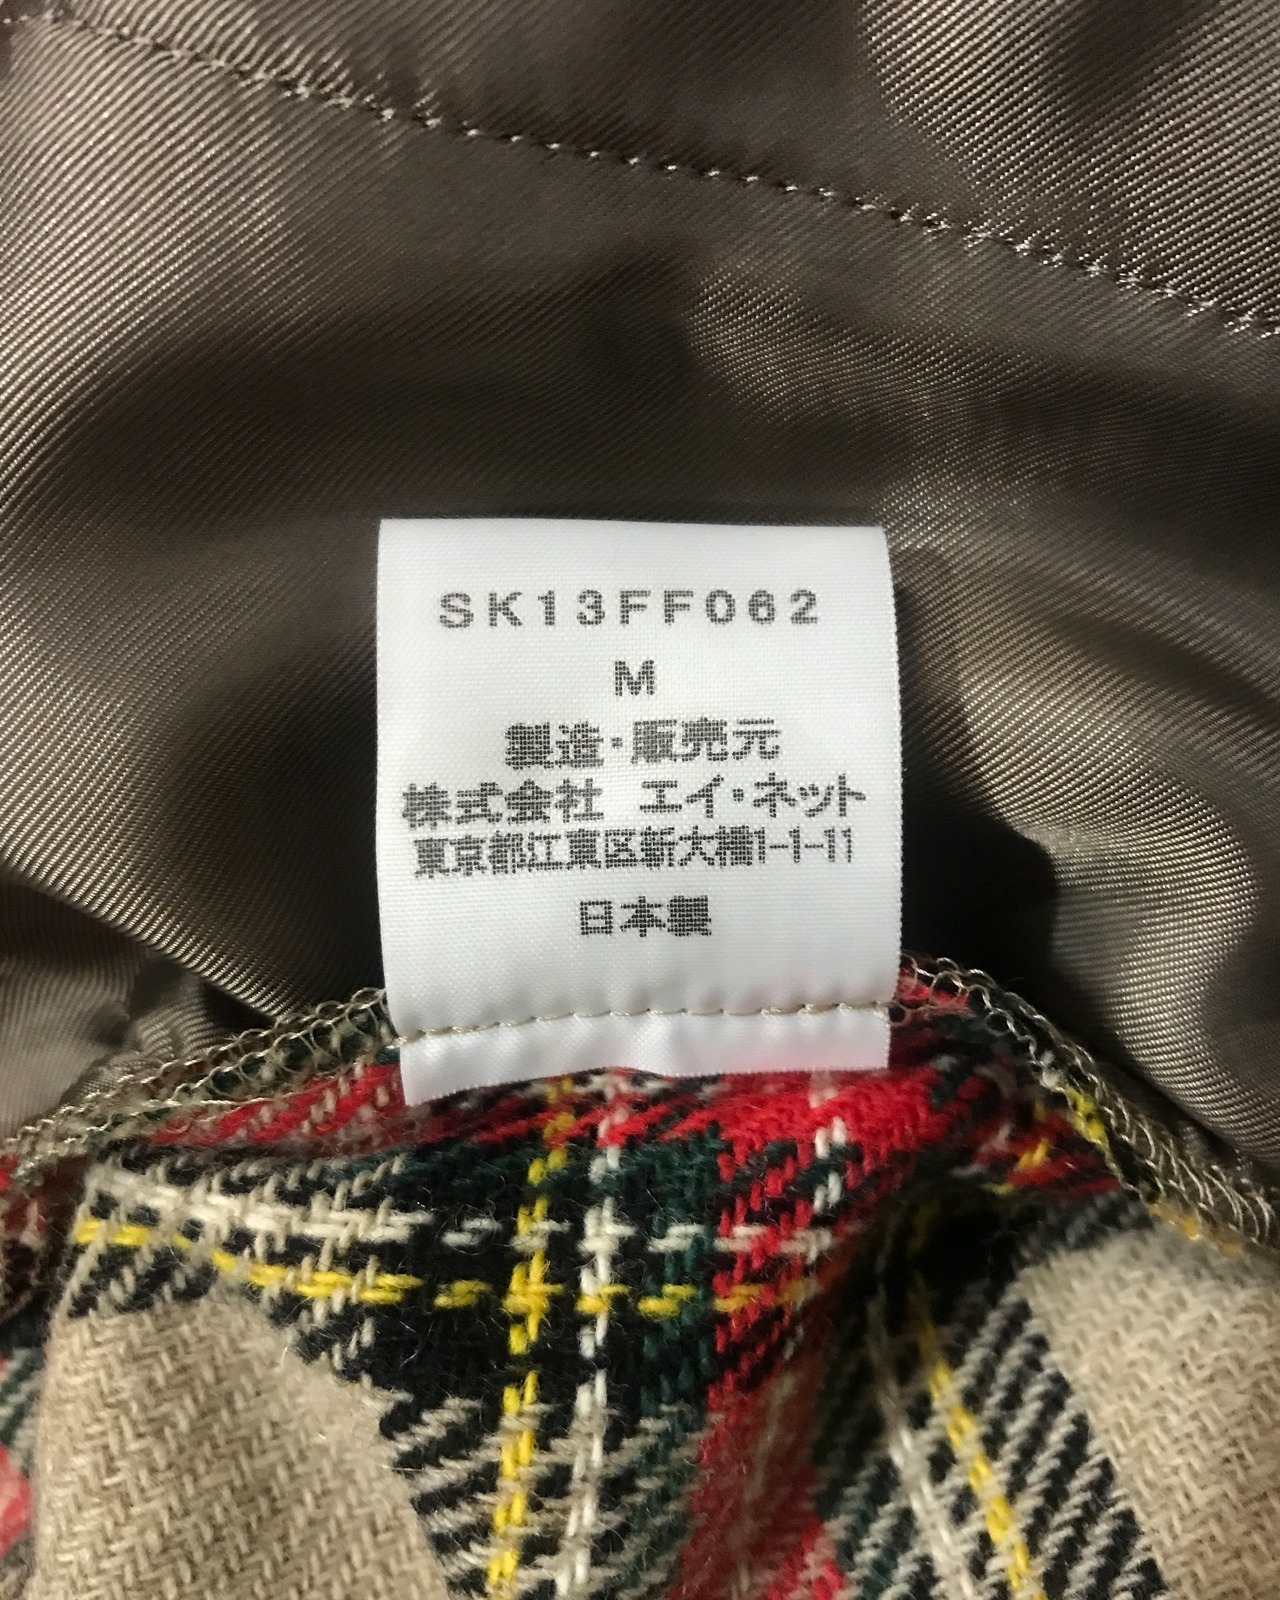 SK13FF062
M
製造・販売元
株式会社 エイ・ネット
東京都江東区新大橋1-1-11
日本製